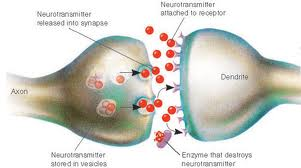 Neurotransmitter
released into synapse
Neurotransmitter
attached to receptor
Axon
Dendrite
Neurotransmitter
stored in vesicles
Enzyme that destroys
neurotransmitter